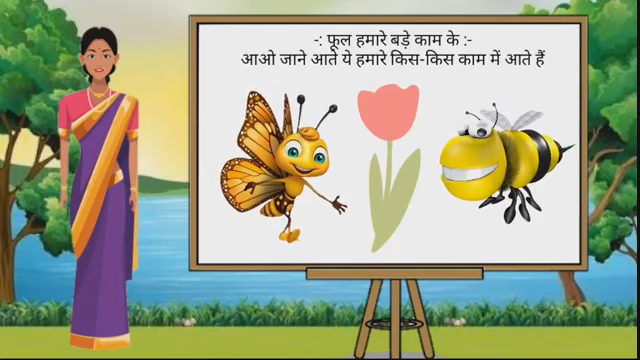 -: फूल हमारे बड़े काम के :-
आओ जाने आते ये हमारे किस-किस काम में आते हैं